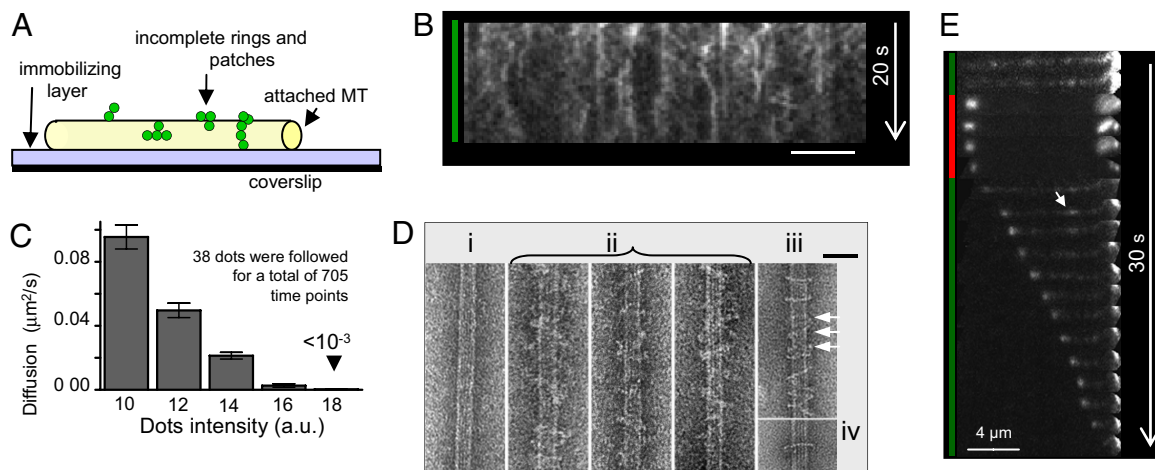 A
incomplete rings and
patches
immobilizing
layer
attached MT
coverslip
B
20 s
C
0.08
0.04
0 00
Diffusion (µm²/s)
38 dots were followed
for a total of 705
time points
<10⁻³
10 12 14 16 18
Dots intensity (a.u.)
D
i ii iii
iv
E
30 s
4 µm